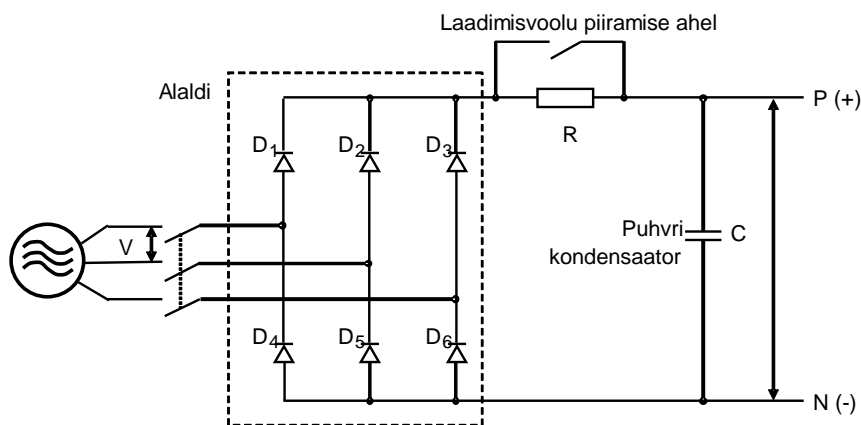 Laadimisvoolu piiramise ahel
Alaldi
P (+)
D1
D2
D3
R
V
Puhvri
kondensaator
C
D4
D5
D6
N (-)